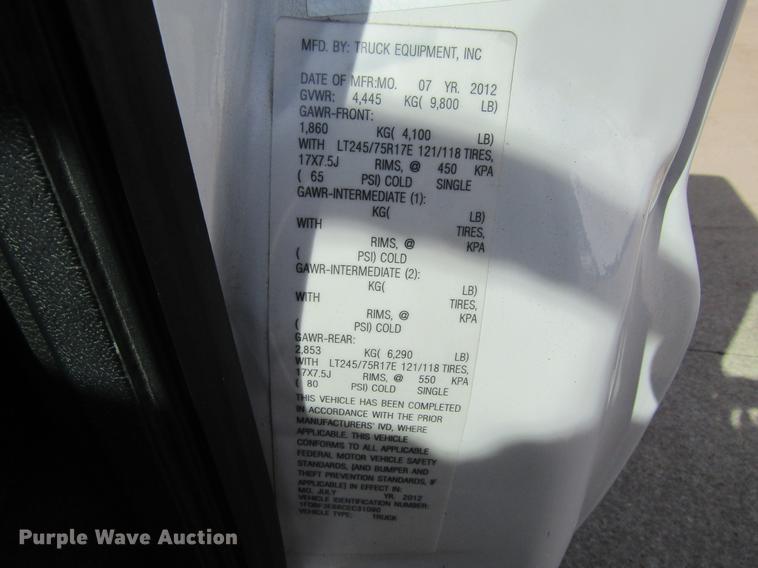 MFD. BY: TRUCK EQUIPMENT, INC
DATE OF MFR:MO. 07 YR. 2012
GVWR: 4,445 KG( 9,800 LB)
GAWR-FRONT:
1,860 KG( 4,100 LB)
WITH LT245/75R17E 121/118 TIRES,
17X7.5J RIMS, @ 450 KPA
( 65 PSI) COLD SINGLE
GAWR-INTERMEDIATE (1):
KG( LB)
WITH TIRES,
RIMS, @ KPA
( PSI) COLD
GAWR-INTERMEDIATE (2):
KG( LB)
WITH TIRES,
RIMS, @ KPA
( PSI) COLD
GAWR-REAR:
2,853 KG( 6,290 LB)
WITH LT245/75R17E 121/118 TIRES,
17X7.5J RIMS, @ 550 KPA
( 80 PSI) COLD SINGLE
THIS VEHICLE HAS BEEN COMPLETED
IN ACCORDANCE WITH THE PRIOR
MANUFACTURERS' IVD, WHERE
APPLICABLE. THIS VEHICLE
CONFORMS TO ALL APPLICABLE
FEDERAL MOTOR VEHICLE SAFETY
STANDARDS, [AND BUMPER AND
THEFT PREVENTION STANDARDS, IF
APPLICABLE] IN EFFECT IN:
MO. JULY YR. 2012
VEHICLE IDENTIFICATION NUMBER:
VEHICLE TYPE: TRUCK
Purple Wave Auction